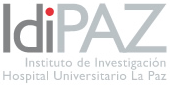 IdiPAZ
Instituto de Investigación
Hospital Universitario La Paz